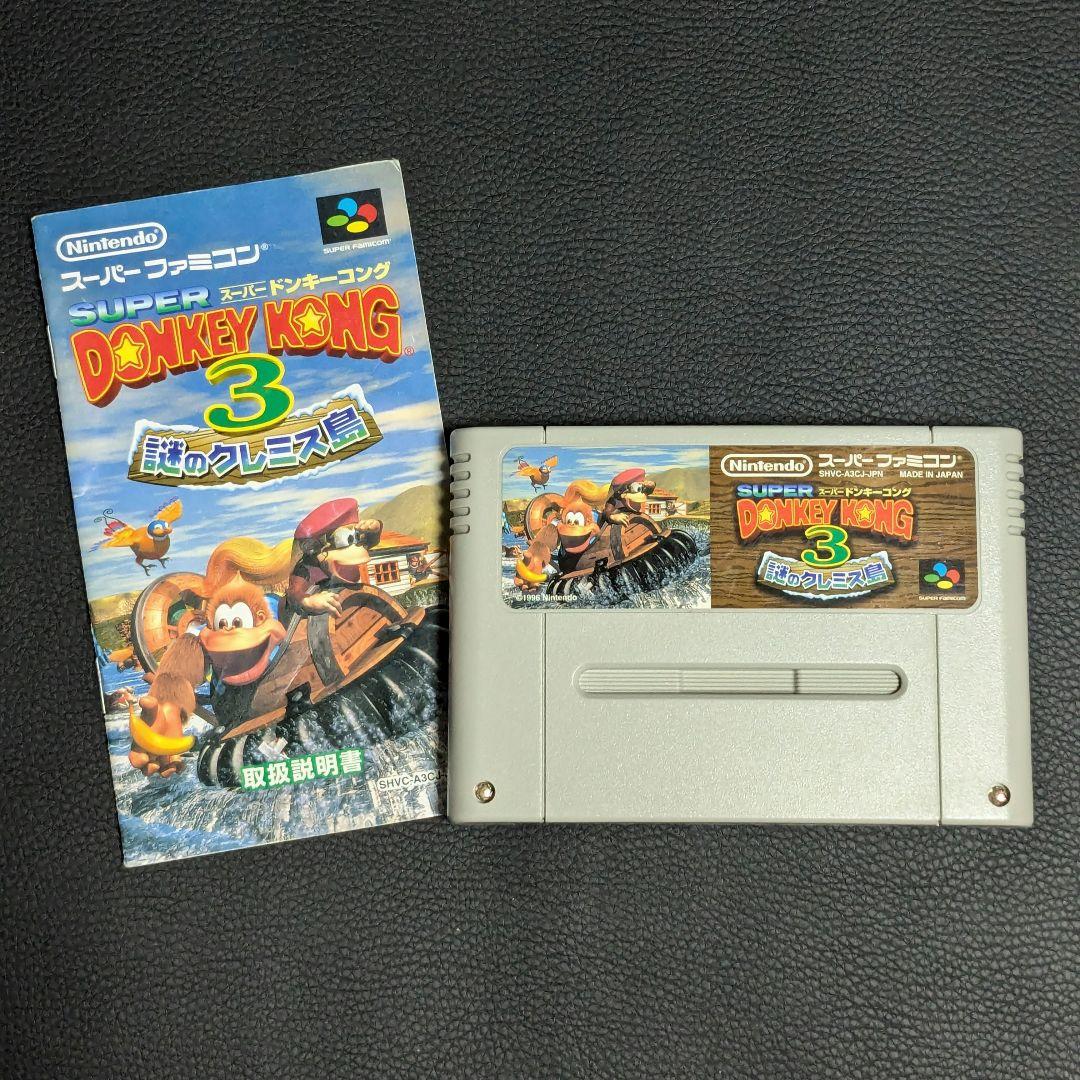 Nintendo
スーパーファミコン®
SUPER FAMICOM
SUPER スーパードンキーコング
DONKEY KONG®
3
謎のクレミス島
取扱説明書
SHVC-A3CJ-
Nintendo スーパーファミコン
SHVC-A3CJ-JPN MADE IN JAPAN
SUPER スーパードンキーコング
DONKEY KONG
3
謎のクレミス島
SUPER FAMICOM
©1996 Nintendo